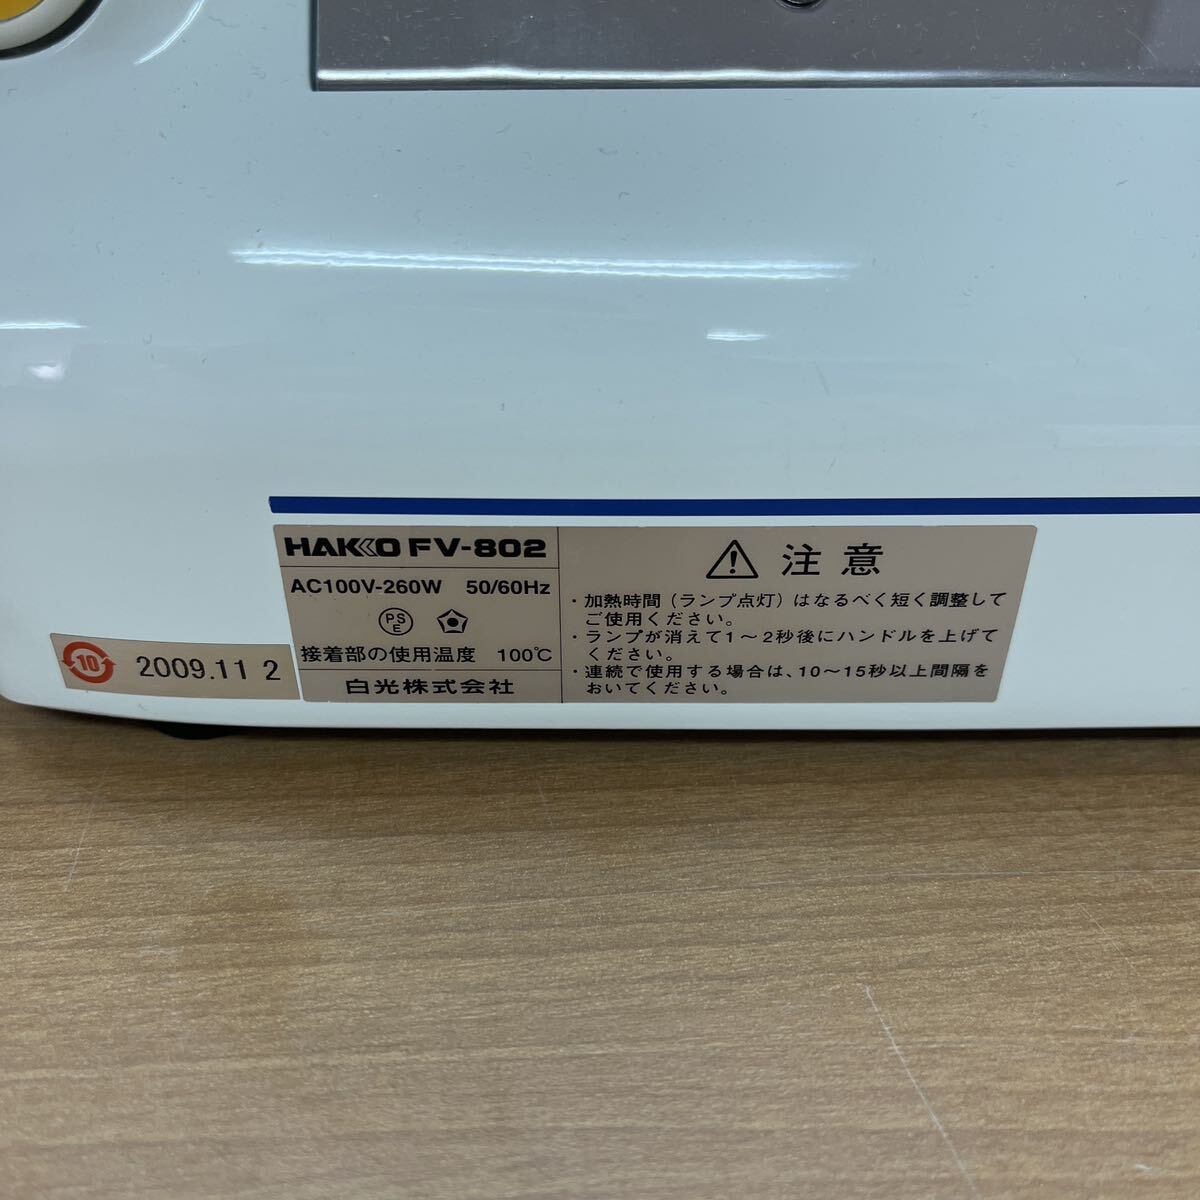 HAKKO FV-802
AC100V-260W 50/60Hz
PS
E
接着部の使用温度 100℃
白光株式会社
注意
・加熱時間(ランプ点灯)はなるべく短く調整して
ご使用ください。
・ランプが消えて1～2秒後にハンドルを上げて
ください。
・連続で使用する場合は、10～15秒以上間隔を
おいてください。
10
2009.11 2